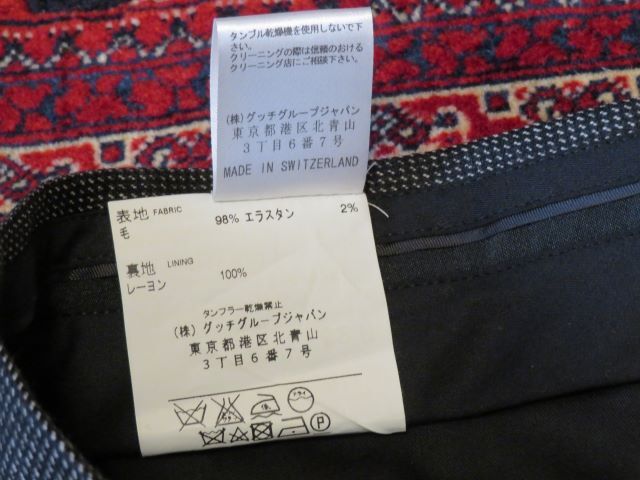 タンブル乾燥機を使用しないで下
さい。
クリーニングの際は信頼のおける
クリーニング店にご相談下さい。
(株)グッチグループジャパン
東京都港区北青山
3丁目6番7号
MADE IN SWITZERLAND
表地 FABRIC
毛 98% エラスタン 2%
裏地 LINING
レーヨン 100%
タンブラー乾燥禁止
(株)グッチグループジャパン
東京都港区北青山
3丁目6番7号
ドライ
P